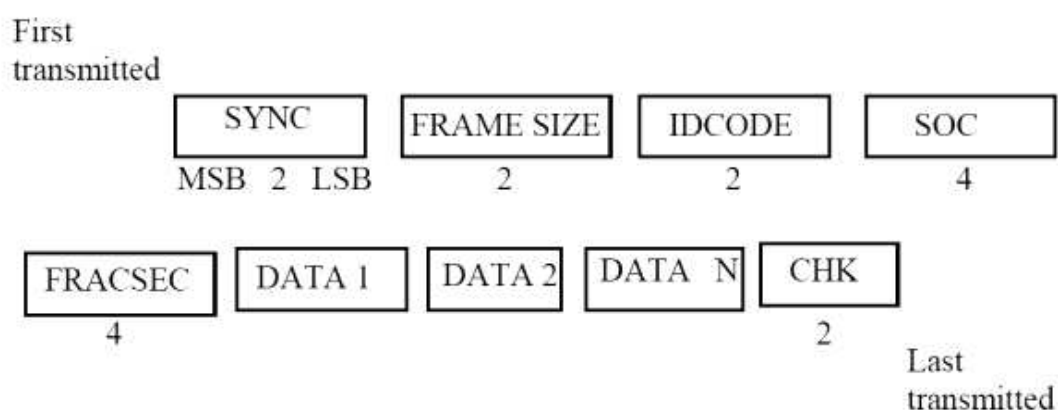 First
transmitted
SYNC FRAME SIZE IDCODE SOC
MSB 2 LSB 2 2 4
FRACSEC DATA 1 DATA 2 DATA N CHK
4 2
Last
transmitted